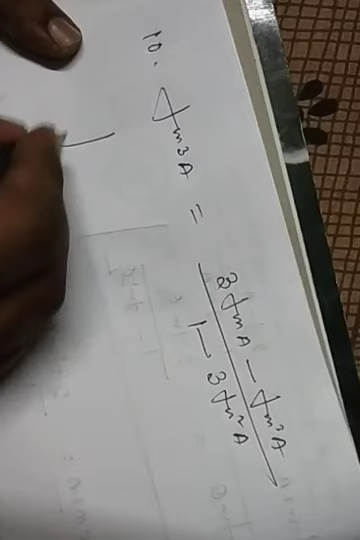 10. tan3A = 3tanA - tan³A
1 - 3tan²A